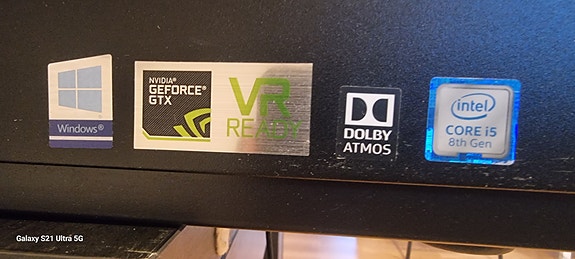 Windows®
NVIDIA®
GEFORCE®
GTX
VR
READY
DOLBY
ATMOS
intel
CORE i5
8th Gen
Galaxy S21 Ultra 5G